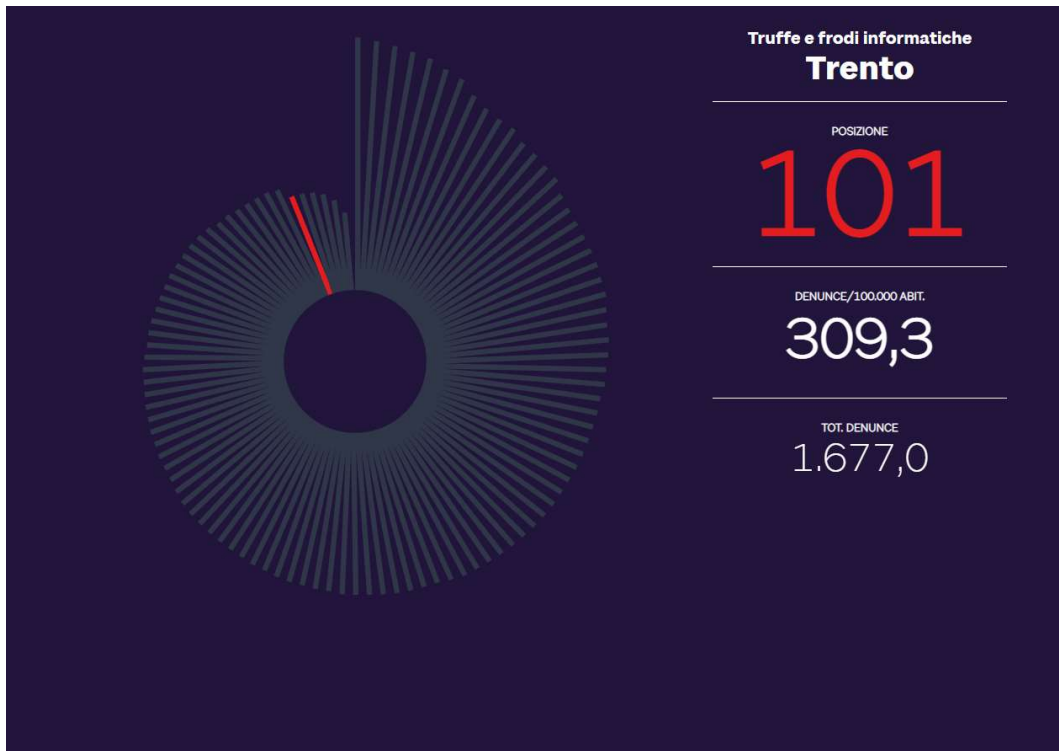 Truffe e frodi informatiche
Trento
POSIZIONE
101
DENUNCE/100.000 ABIT.
309,3
TOT. DENUNCE
1.677,0